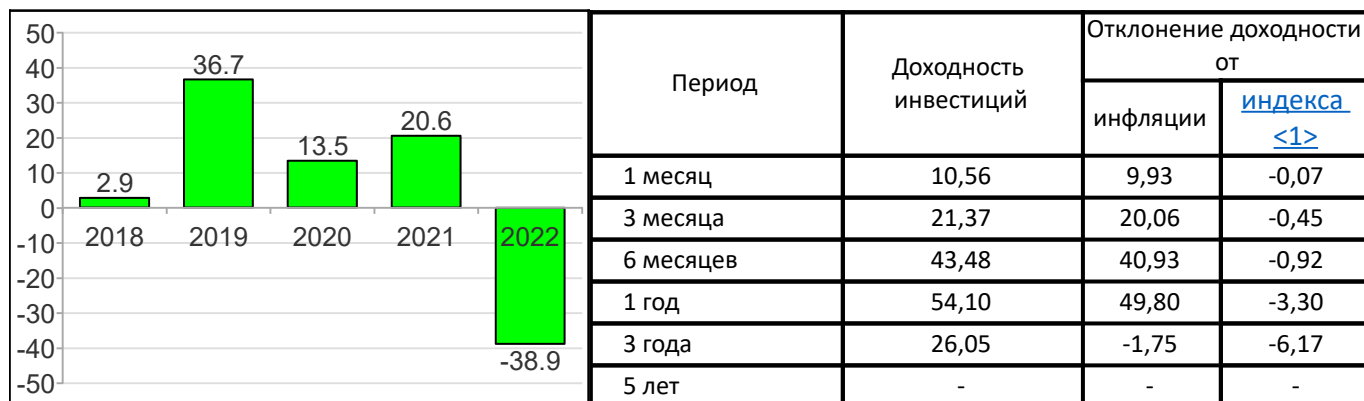 50
40
30
20
10
0
-10
-20
-30
-40
-50
2.9
36.7
13.5
20.6
-38.9
2018 2019 2020 2021 2022
Период
Доходность
инвестиций
Отклонение доходности
от
инфляции
индекса
<1>
1 месяц 10,56 9,93 -0,07
3 месяца 21,37 20,06 -0,45
6 месяцев 43,48 40,93 -0,92
1 год 54,10 49,80 -3,30
3 года 26,05 -1,75 -6,17
5 лет - - -